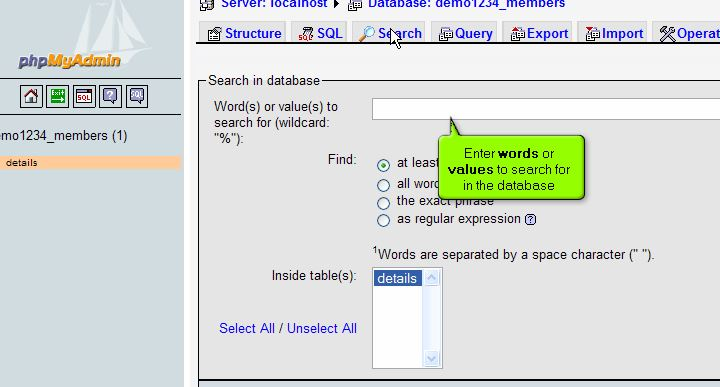 Server: localhost Database: demo1234_members
Structure SQL Search Query Export Import Operat
phpMyAdmin
SQL
emo1234_members (1)
details
Search in database
Word(s) or value(s) to
search for (wildcard:
"%"):
Enter words or
values to search for
in the database
Find:
at least
all word
the exact phrase
as regular expression
1Words are separated by a space character (" ").
Inside table(s):
details
Select All / Unselect All